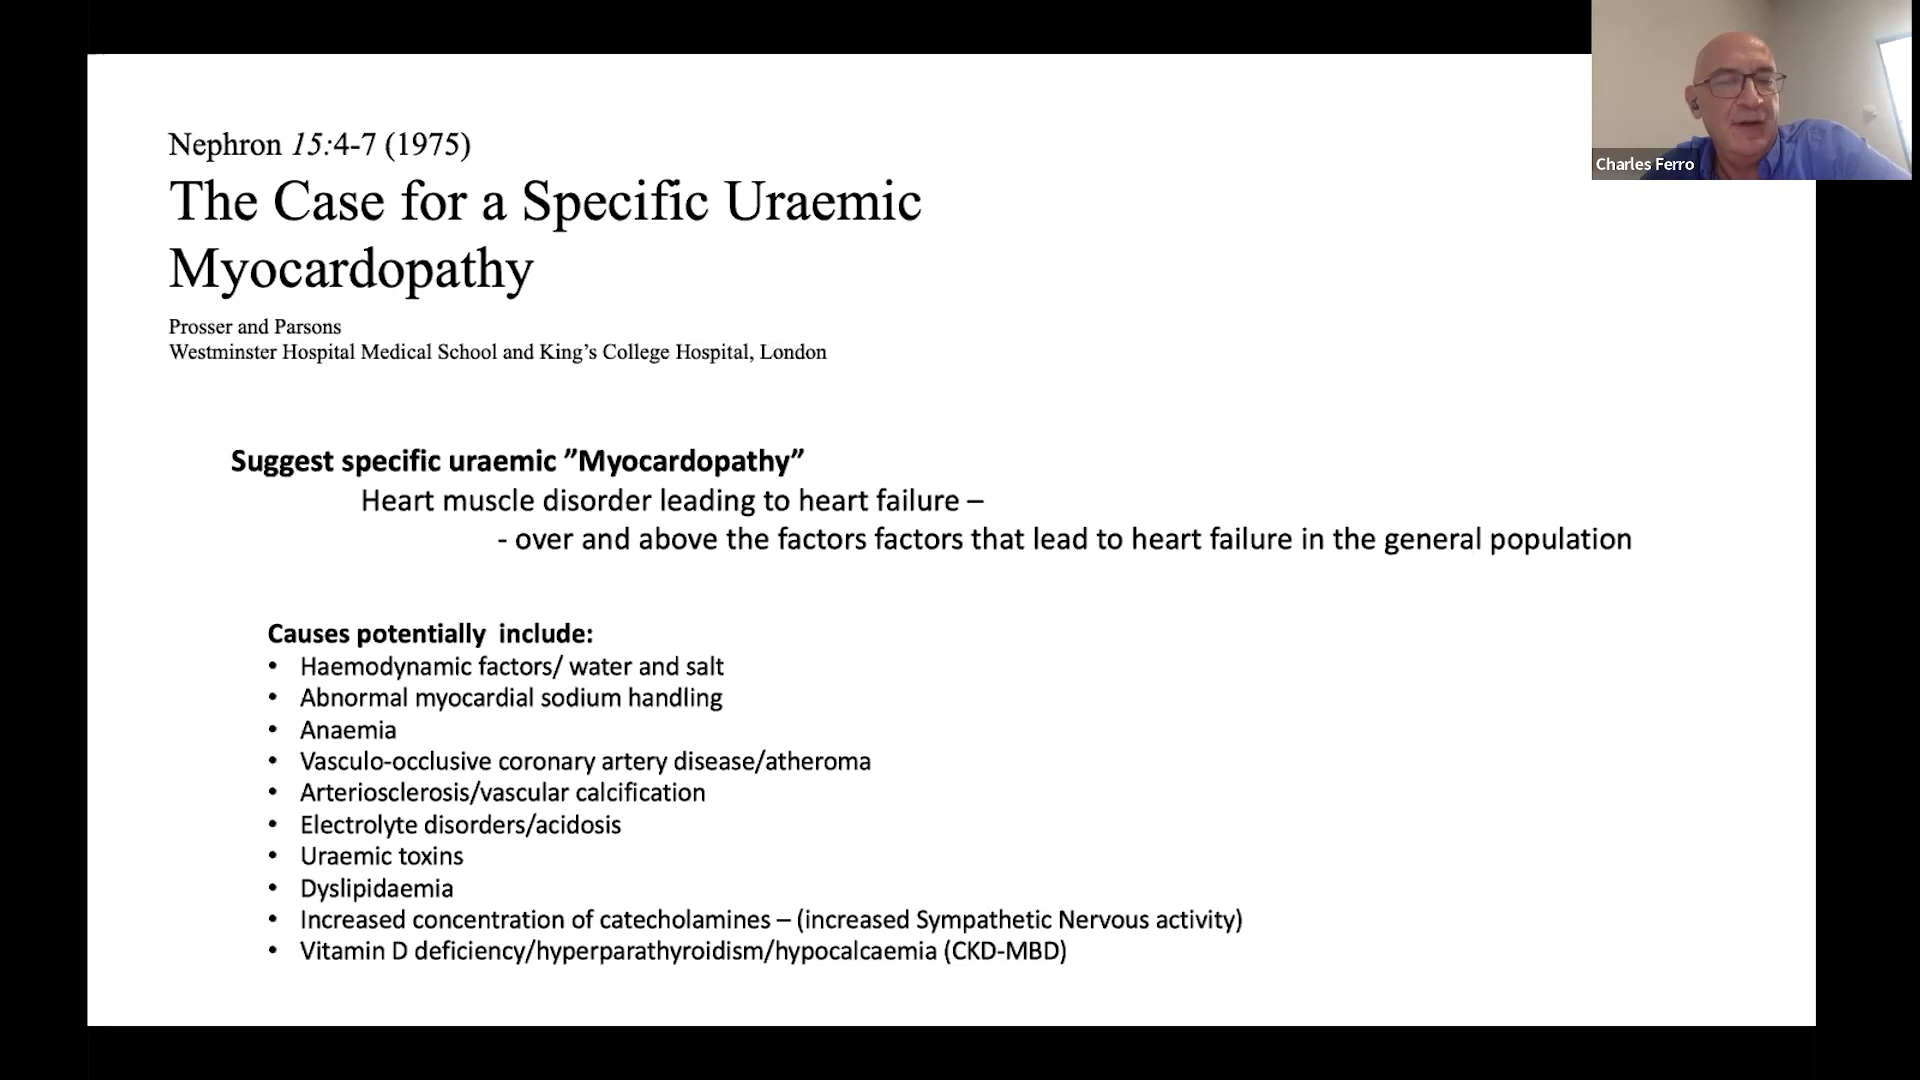 Nephron 15:4-7 (1975)
The Case for a Specific Uraemic
Myocardopathy
Prosser and Parsons
Westminster Hospital Medical School and King’s College Hospital, London
Suggest specific uraemic ”Myocardopathy”
Heart muscle disorder leading to heart failure –
- over and above the factors factors that lead to heart failure in the general population
Causes potentially include:
• Haemodynamic factors/ water and salt
• Abnormal myocardial sodium handling
• Anaemia
• Vasculo-occlusive coronary artery disease/atheroma
• Arteriosclerosis/vascular calcification
• Electrolyte disorders/acidosis
• Uraemic toxins
• Dyslipidaemia
• Increased concentration of catecholamines – (increased Sympathetic Nervous activity)
• Vitamin D deficiency/hyperparathyroidism/hypocalcaemia (CKD-MBD)
Charles Ferro